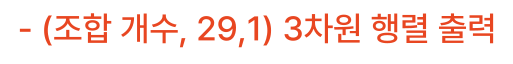 - (조합 개수, 29,1) 3차원 행렬 출력